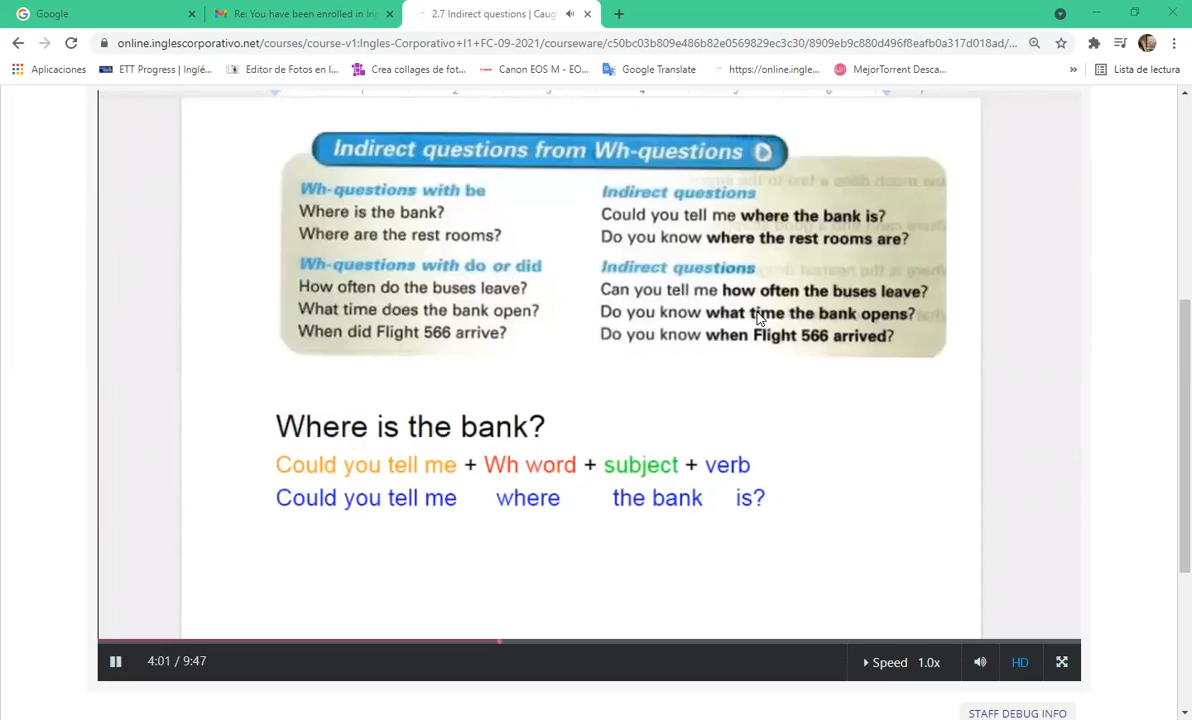 Google
Re: You have been enrolled in In
2.7 Indirect questions | Caug
online.inglescorporativo.net/courses/course-v1:Ingles-Corporativo+I1+FC-09-2021/courseware/c50bc03b809e486b82e0569829ec3c30/8909eb9c880d496f8eafb0a317d018ad/...
Aplicaciones
ETT Progress | Inglé...
Editor de Fotos en l...
Crea collages de fot...
Canon EOS M - EO...
Google Translate
https://online.ingle...
MejorTorrent Desca...
»
Lista de lectura
Indirect questions from Wh-questions
Wh-questions with be
Where is the bank?
Where are the rest rooms?
Wh-questions with do or did
How often do the buses leave?
What time does the bank open?
When did Flight 566 arrive?
Indirect questions
Could you tell me where the bank is?
Do you know where the rest rooms are?
Indirect questions
Can you tell me how often the buses leave?
Do you know what time the bank opens?
Do you know when Flight 566 arrived?
Where is the bank?
Could you tell me + Wh word + subject + verb
Could you tell me where the bank is?
4:01 / 9:47
Speed 1.0x
HD
STAFF DEBUG INFO